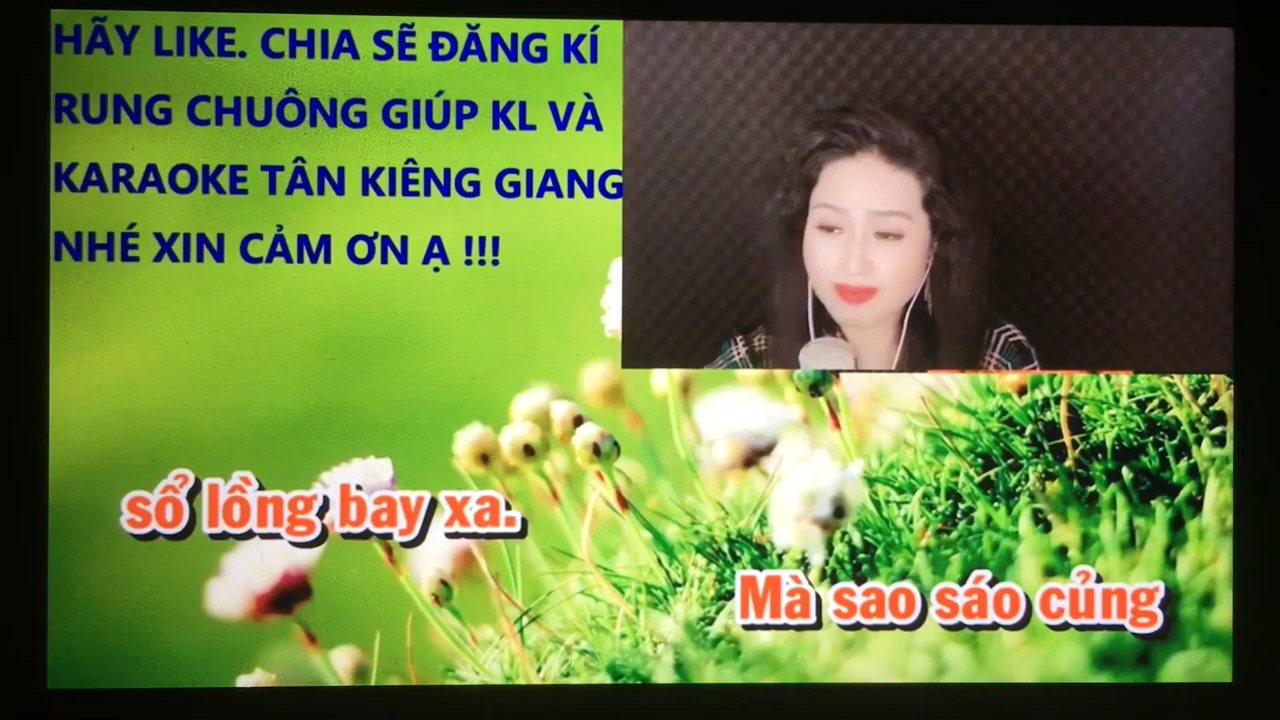 HÃY LIKE. CHIA SẼ ĐĂNG KÍ
RUNG CHUÔNG GIÚP KL VÀ
KARAOKE TÂN KIÊNG GIANG
NHÉ XIN CẢM ƠN Ạ !!!
sổ lồng bay xa.
Mà sao sáo củng